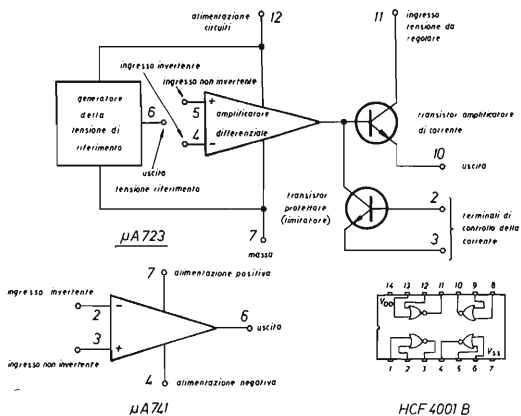 alimentazione
circuiti
12
11
ingresso
tensione da
regolare
ingresso invertente
ingresso non invertente
generatore
della
tensione di
riferimento
6
+
5
4
−
amplificatore
differenziale
transistor amplificatore
di corrente
10
uscita
uscita
tensione riferimento
transistor
protettore
(limitatore)
2
3
terminali di
controllo della
corrente
µA723
7
massa
7
alimentazione positiva
ingresso invertente
2
−
6
uscita
3
+
ingresso non invertente
4
alimentazione negativa
µA741
14 13 12 11 10 9 8
VDD
VSS
1 2 3 4 5 6 7
HCF 4001 B